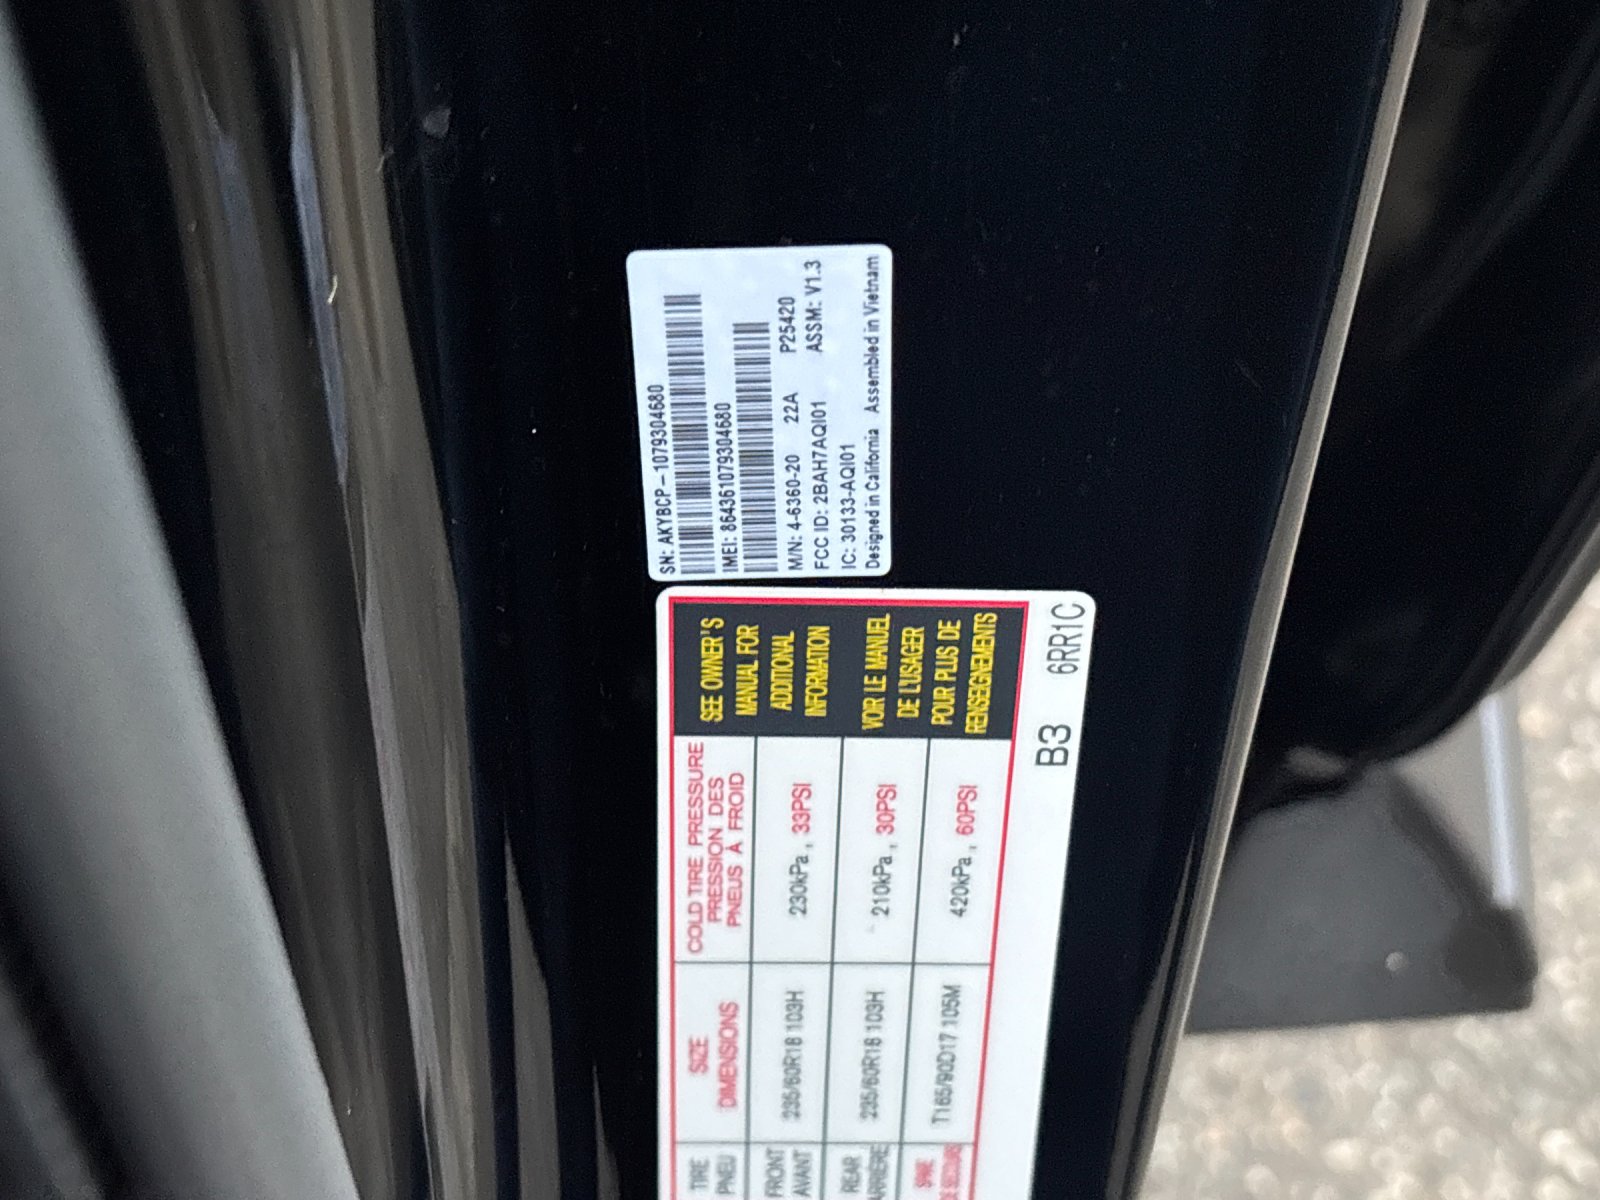 SN: AKYBCP-1079304680
IMEI: 864361079304680
M/N: 4-6360-20 22A P25420
FCC ID: 2BAH7AQI01 ASSM: V1.3
IC: 30133-AQI01
Designed in California Assembled in Vietnam
TIRE
PNEU
SIZE
DIMENSIONS
COLD TIRE PRESSURE
PRESSION DES
PNEUS À FROID
SEE OWNER'S
MANUAL FOR
ADDITIONAL
INFORMATION
VOIR LE MANUEL
DE L'USAGER
POUR PLUS DE
RENSEIGNEMENTS
FRONT
AVANT
235/60R18 103H
230kPa, 33PSI
REAR
ARRIÈRE
235/60R18 103H
210kPa, 30PSI
SPARE
DE SECOURS
T165/90D17 105M
420kPa, 60PSI
B3 6RR1C